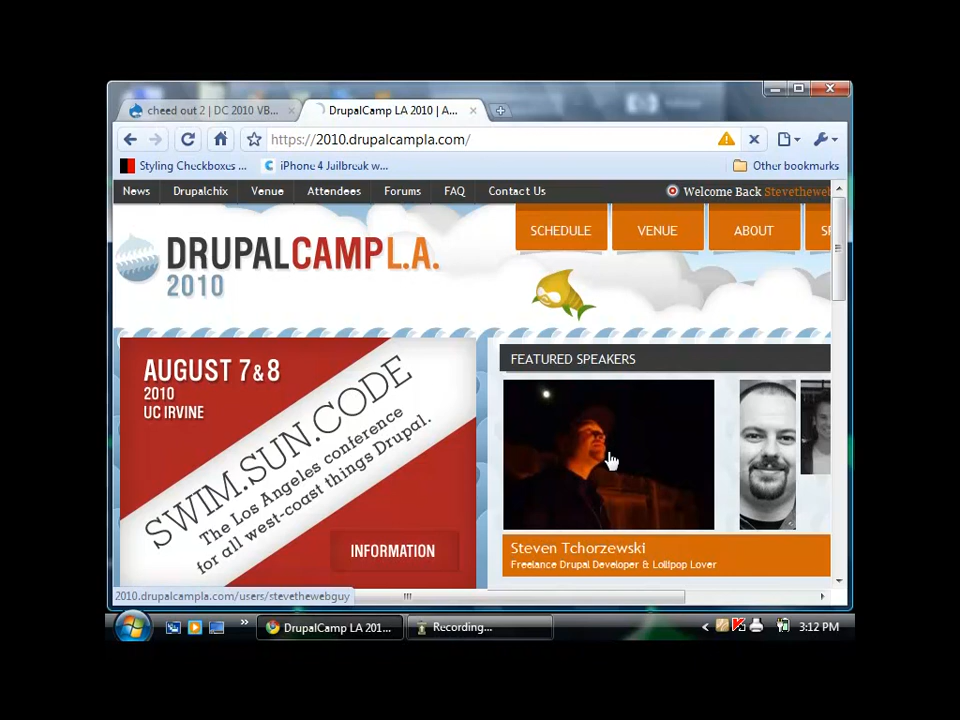 cheed out 2 | DC 2010 VB...
DrupalCamp LA 2010 | A...
https://2010.drupalcampla.com/
Styling Checkboxes ...
iPhone 4 Jailbreak w...
Other bookmarks
News Drupalchix Venue Attendees Forums FAQ Contact Us
Welcome Back Stevetheweb
SCHEDULE VENUE ABOUT SP
DRUPALCAMP L.A.
2010
AUGUST 7 & 8
2010
UC IRVINE
SWIM.SUN.CODE
The Los Angeles conference
for all west-coast things Drupal.
INFORMATION
FEATURED SPEAKERS
Steven Tchorzewski
Freelance Drupal Developer & Lollipop Lover
2010.drupalcampla.com/users/stevethewebguy
DrupalCamp LA 201...
Recording...
3:12 PM